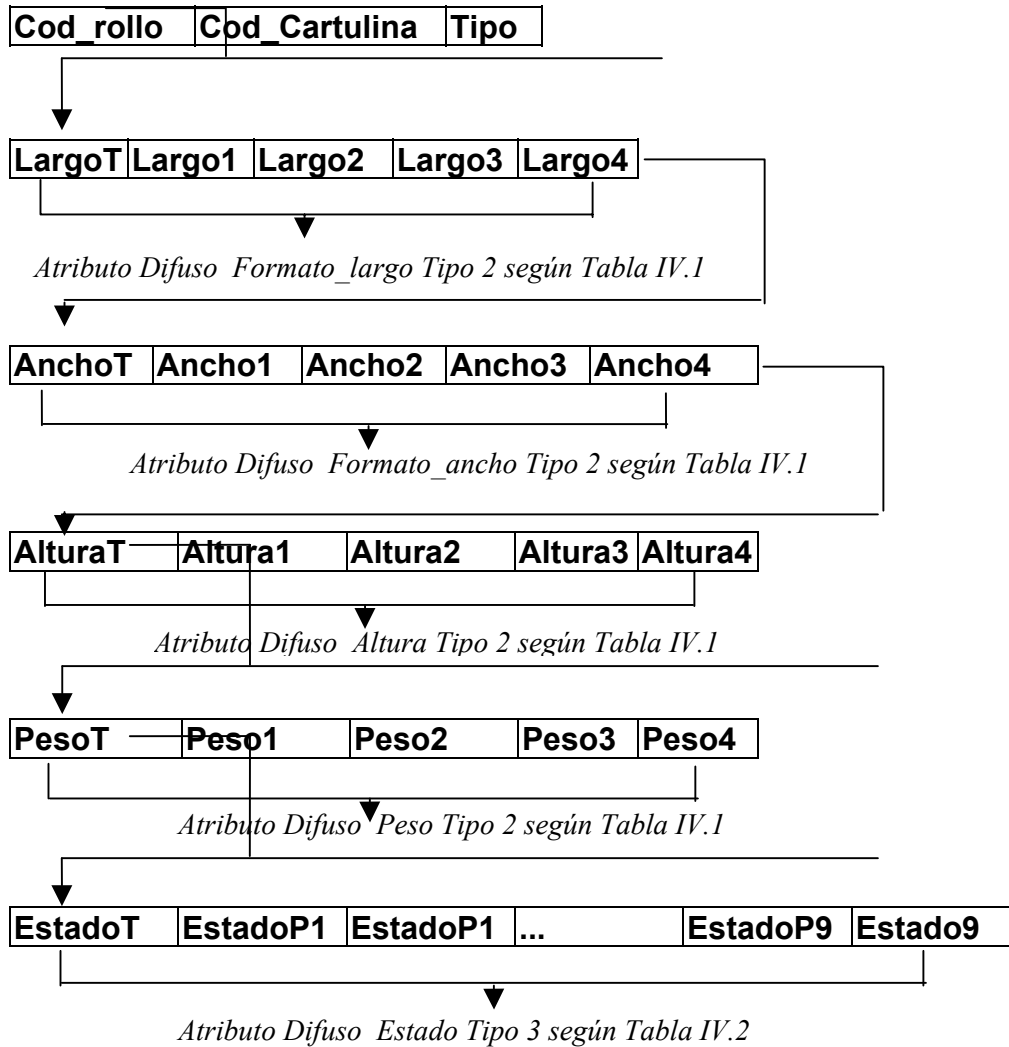 Cod_rollo Cod_Cartulina Tipo
LargoT Largo1 Largo2 Largo3 Largo4
Atributo Difuso Formato_largo Tipo 2 según Tabla IV.1
AnchoT Ancho1 Ancho2 Ancho3 Ancho4
Atributo Difuso Formato_ancho Tipo 2 según Tabla IV.1
AlturaT Altura1 Altura2 Altura3 Altura4
Atributo Difuso Altura Tipo 2 según Tabla IV.1
PesoT Peso1 Peso2 Peso3 Peso4
Atributo Difuso Peso Tipo 2 según Tabla IV.1
EstadoT EstadoP1 EstadoP1 ... EstadoP9 Estado9
Atributo Difuso Estado Tipo 3 según Tabla IV.2